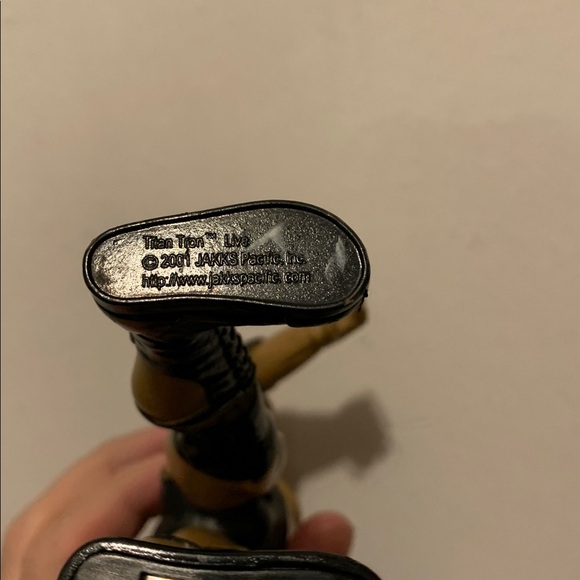 Titan Tron™ Live
© 2001 JAKKS Pacific, Inc.
http://www.jakkspacific.com